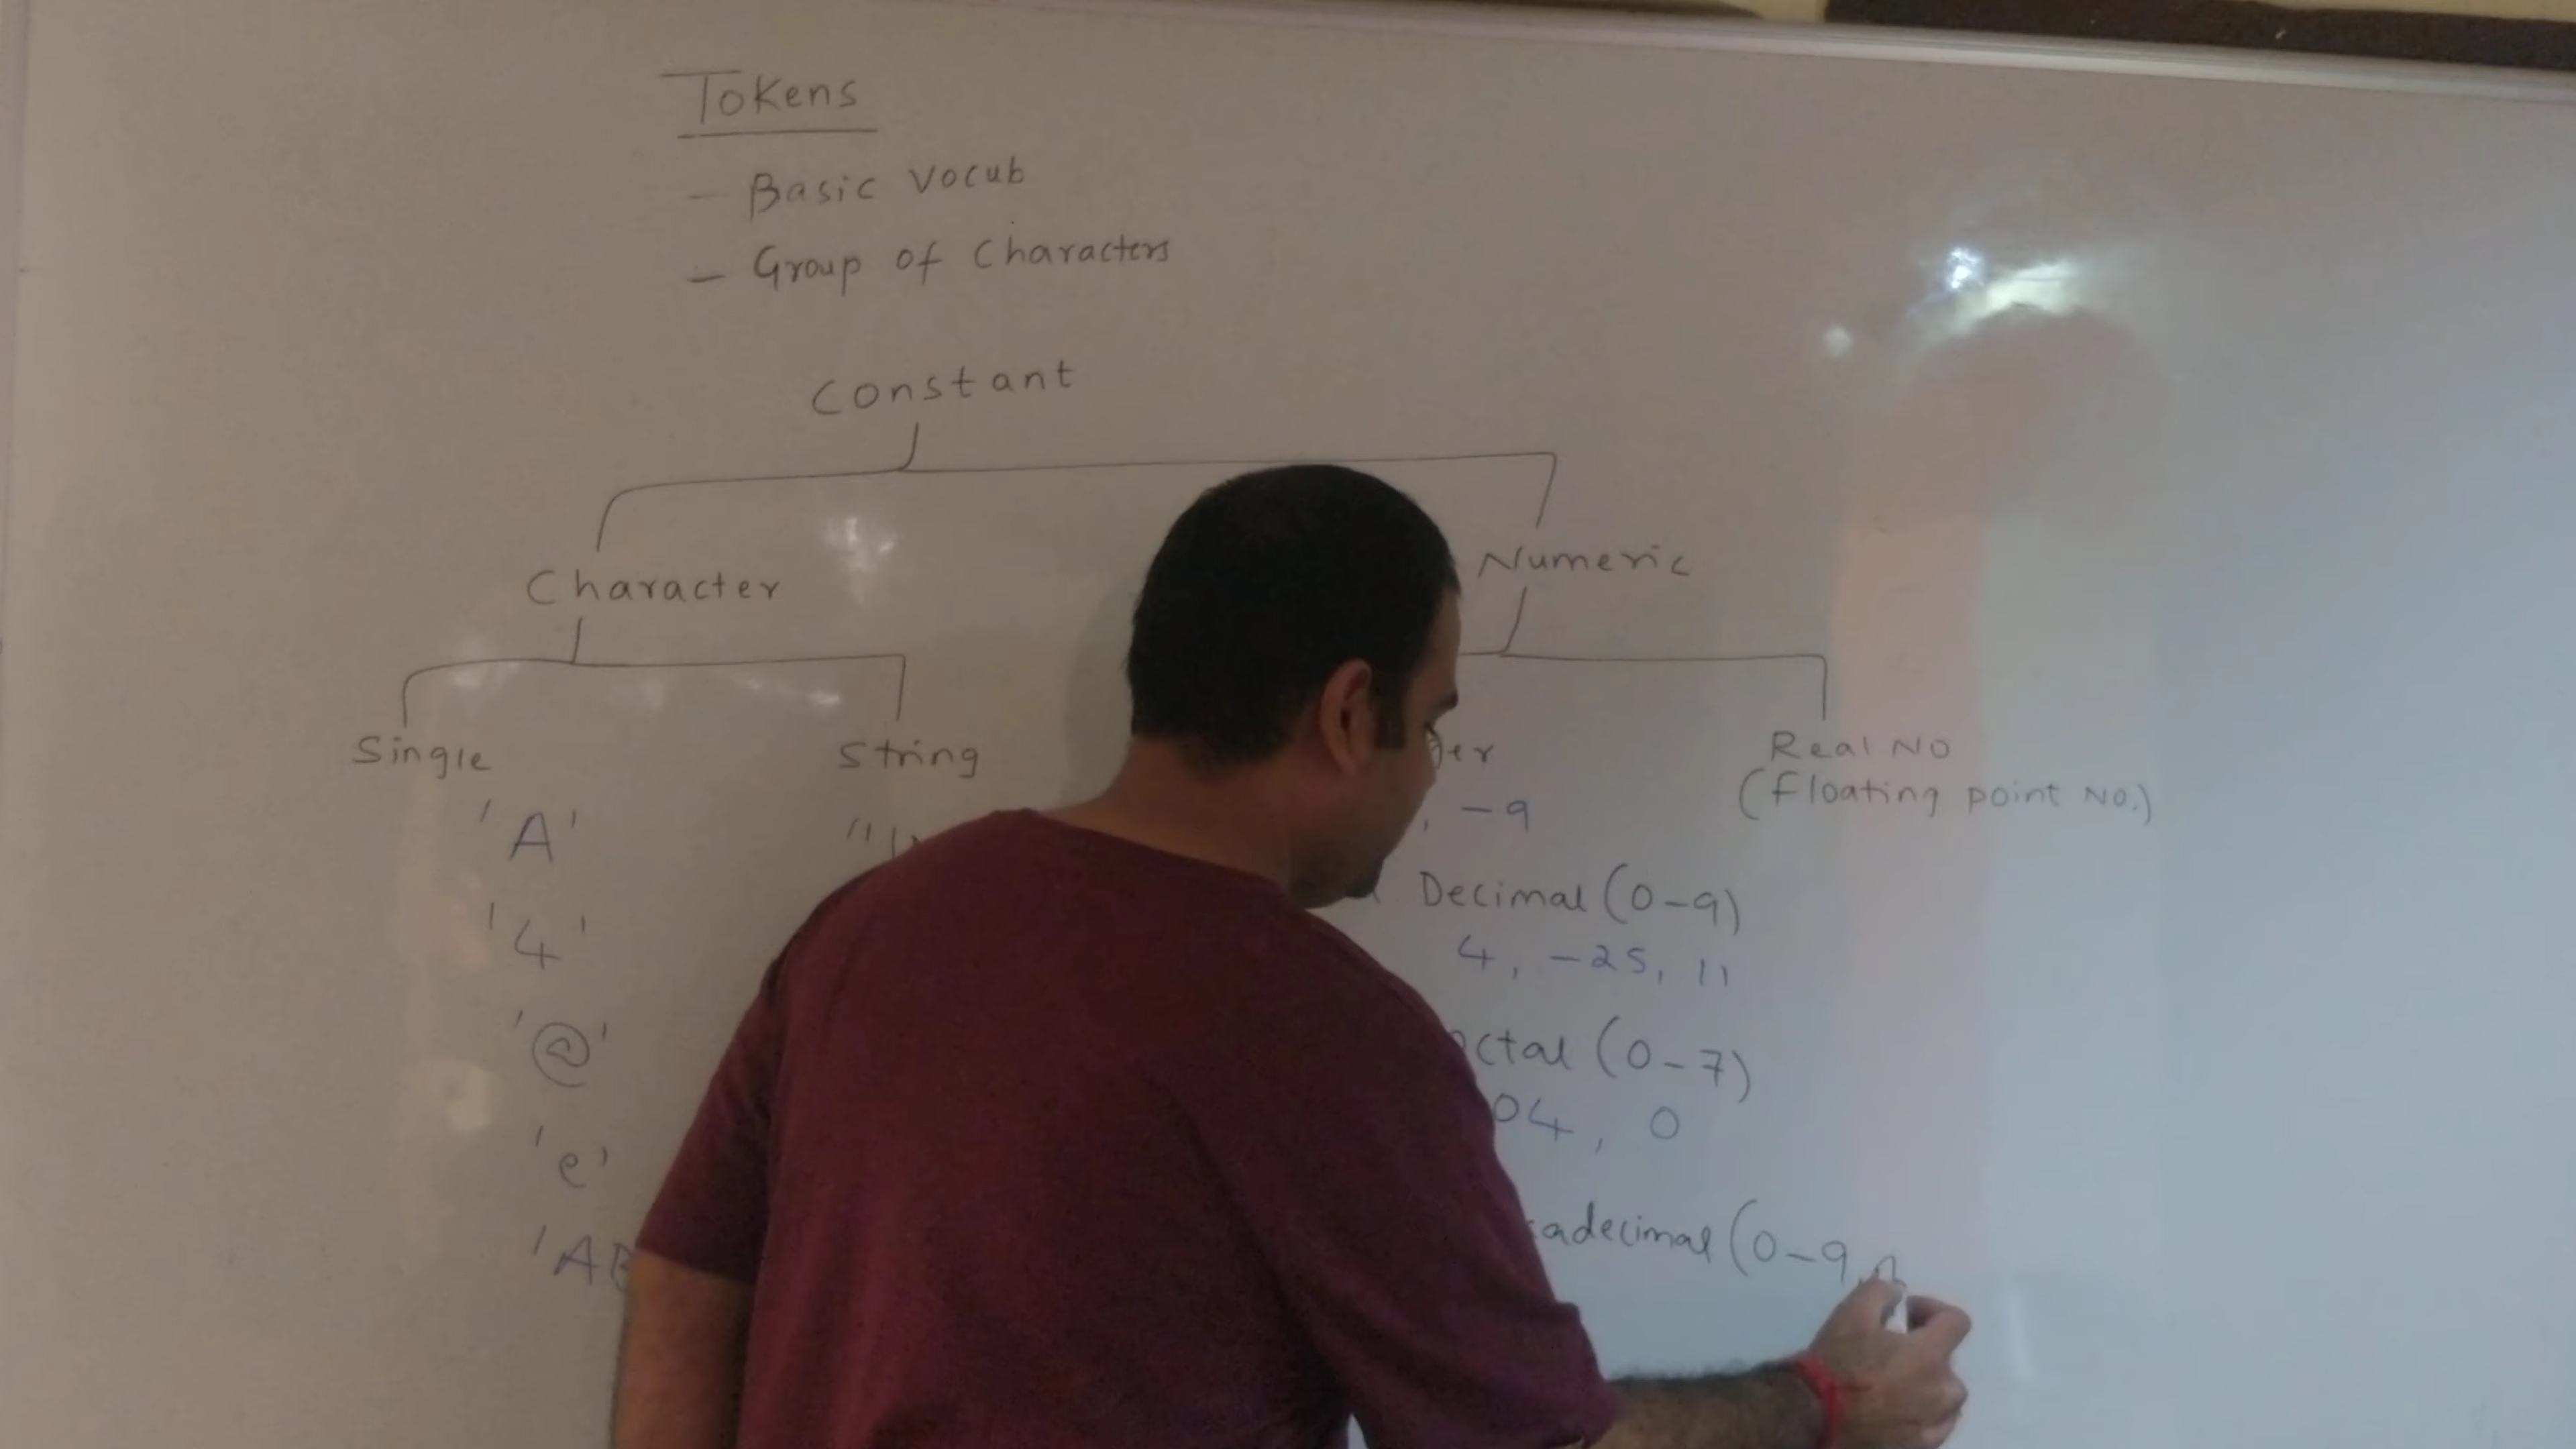 Tokens
- Basic Vocub
- Group of Characters
Constant
Character
Numeric
Single
String
Real No
(floating point No.)
'A'
, -9
'4'
Decimal (0-9)
4, -25, 11
'@'
ctal (0-7)
04, 0
'e'
adecimal (0-9,
'AB